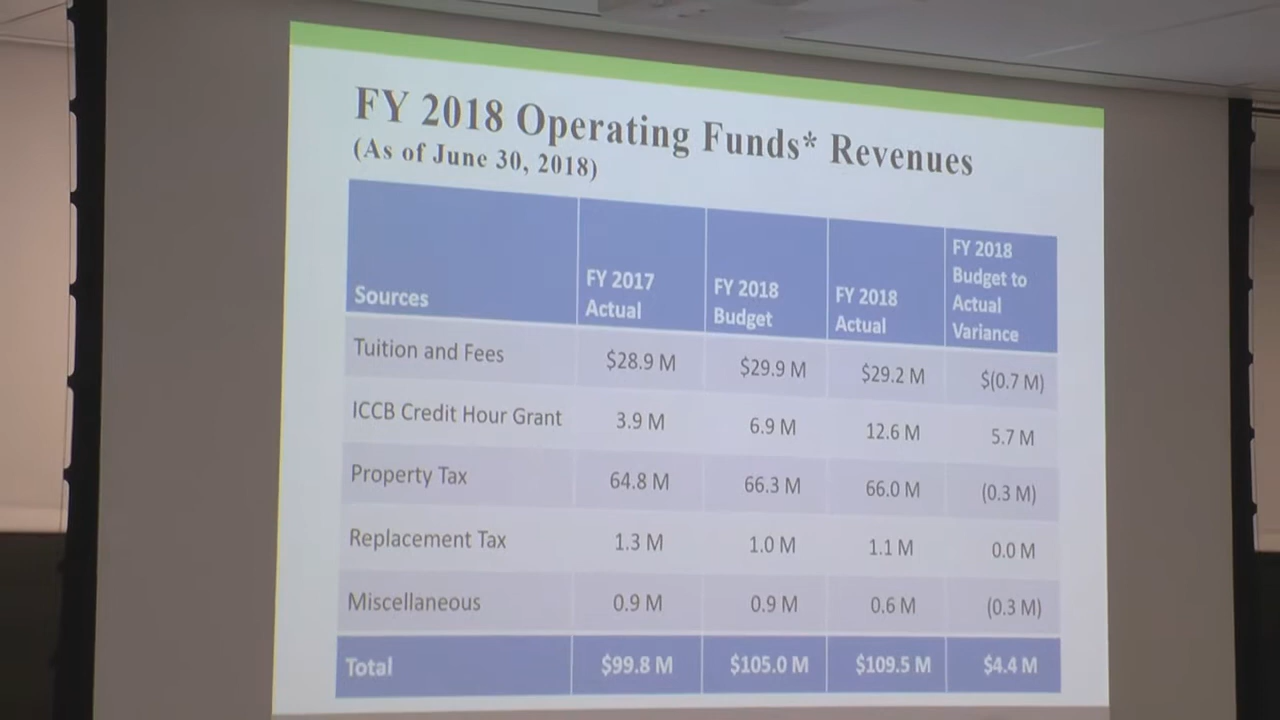 FY 2018 Operating Funds* Revenues
(As of June 30, 2018)
Sources
FY 2017
Actual
FY 2018
Budget
FY 2018
Actual
FY 2018
Budget to
Actual
Variance
Tuition and Fees $28.9 M $29.9 M $29.2 M $(0.7 M)
ICCB Credit Hour Grant 3.9 M 6.9 M 12.6 M 5.7 M
Property Tax 64.8 M 66.3 M 66.0 M (0.3 M)
Replacement Tax 1.3 M 1.0 M 1.1 M 0.0 M
Miscellaneous 0.9 M 0.9 M 0.6 M (0.3 M)
Total $99.8 M $105.0 M $109.5 M $4.4 M